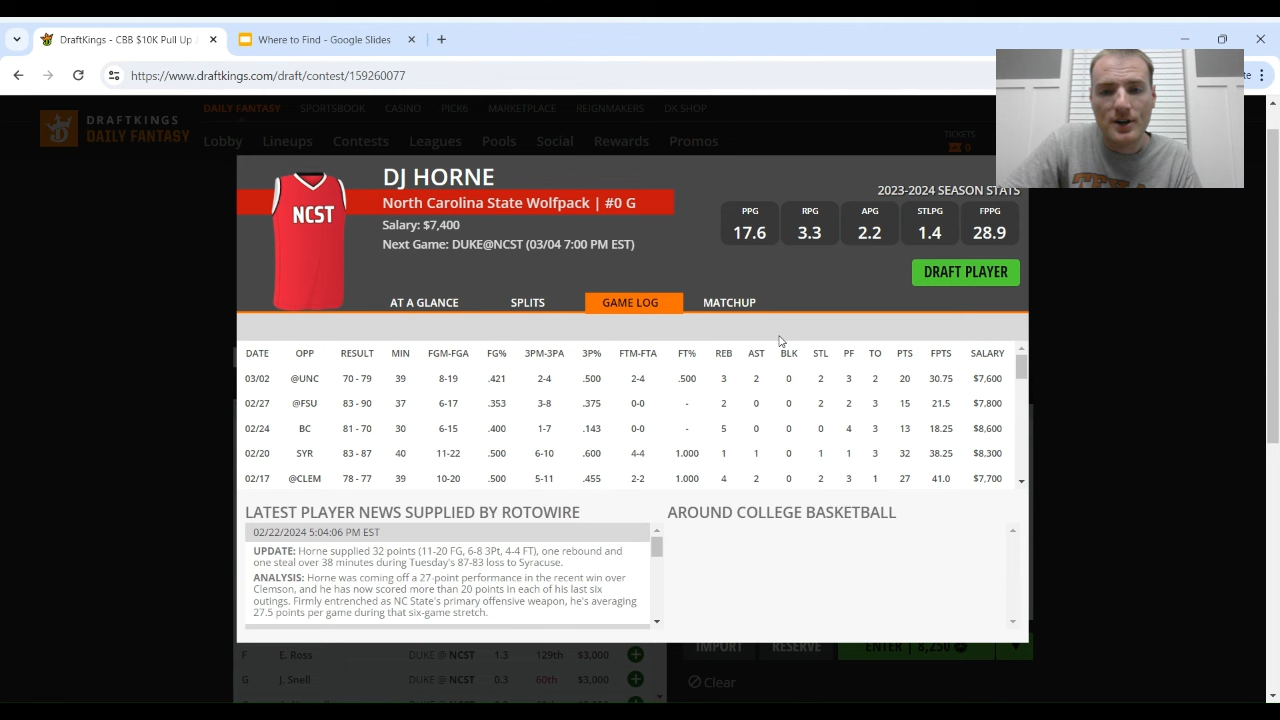 DraftKings - CBB $10K Pull Up
Where to Find - Google Slides
https://www.draftkings.com/draft/contest/159260077
DRAFTKINGS
DAILY FANTASY
DAILY FANTASY SPORTSBOOK CASINO PICK6 MARKETPLACE REIGNMAKERS DK SHOP
Lobby Lineups Contests Leagues Pools Social Rewards Promos
TICKETS
0
NCST
DJ HORNE
North Carolina State Wolfpack | #0 G
Salary: $7,400
Next Game: DUKE@NCST (03/04 7:00 PM EST)
2023-2024 SEASON STATS
PPG RPG APG STLPG FPPG
17.6 3.3 2.2 1.4 28.9
DRAFT PLAYER
AT A GLANCE SPLITS GAME LOG MATCHUP
DATE OPP RESULT MIN FGM-FGA FG% 3PM-3PA 3P% FTM-FTA FT% REB AST BLK STL PF TO PTS FPTS SALARY
03/02 @UNC 70 - 79 39 8-19 .421 2-4 .500 2-4 .500 3 2 0 2 3 2 20 30.75 $7,600
02/27 @FSU 83 - 90 37 6-17 .353 3-8 .375 0-0 - 2 0 0 2 2 3 15 21.5 $7,800
02/24 BC 81 - 70 30 6-15 .400 1-7 .143 0-0 - 5 0 0 0 4 3 13 18.25 $8,600
02/20 SYR 83 - 87 40 11-22 .500 6-10 .600 4-4 1.000 1 1 0 1 1 3 32 38.25 $8,300
02/17 @CLEM 78 - 77 39 10-20 .500 5-11 .455 2-2 1.000 4 2 0 2 3 1 27 41.0 $7,700
LATEST PLAYER NEWS SUPPLIED BY ROTOWIRE
AROUND COLLEGE BASKETBALL
02/22/2024 5:04:06 PM EST
UPDATE: Horne supplied 32 points (11-20 FG, 6-8 3Pt, 4-4 FT), one rebound and
one steal over 38 minutes during Tuesday's 87-83 loss to Syracuse.
ANALYSIS: Horne was coming off a 27-point performance in the recent win over
Clemson, and he has now scored more than 20 points in each of his last six
outings. Firmly entrenched as NC State's primary offensive weapon, he's averaging
27.5 points per game during that six-game stretch.
F E. Ross DUKE @ NCST 1.3 129th $3,000
G J. Snell DUKE @ NCST 0.3 60th $3,000
IMPORT RESERVE ENTER | 8,250
Clear